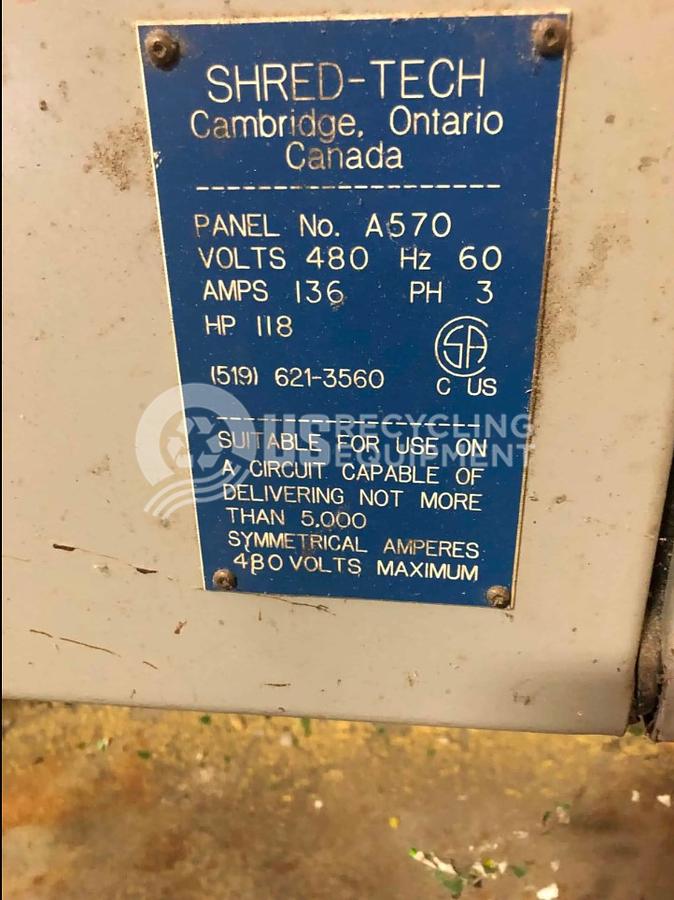 SHRED-TECH
Cambridge, Ontario
Canada
PANEL No. A570
VOLTS 480 Hz 60
AMPS 136 PH 3
HP 118
SA
C US
(519) 621-3560
US RECYCLING
EQUIPMENT
SUITABLE FOR USE ON
A CIRCUIT CAPABLE OF
DELIVERING NOT MORE
THAN 5,000
SYMMETRICAL AMPERES
480 VOLTS MAXIMUM